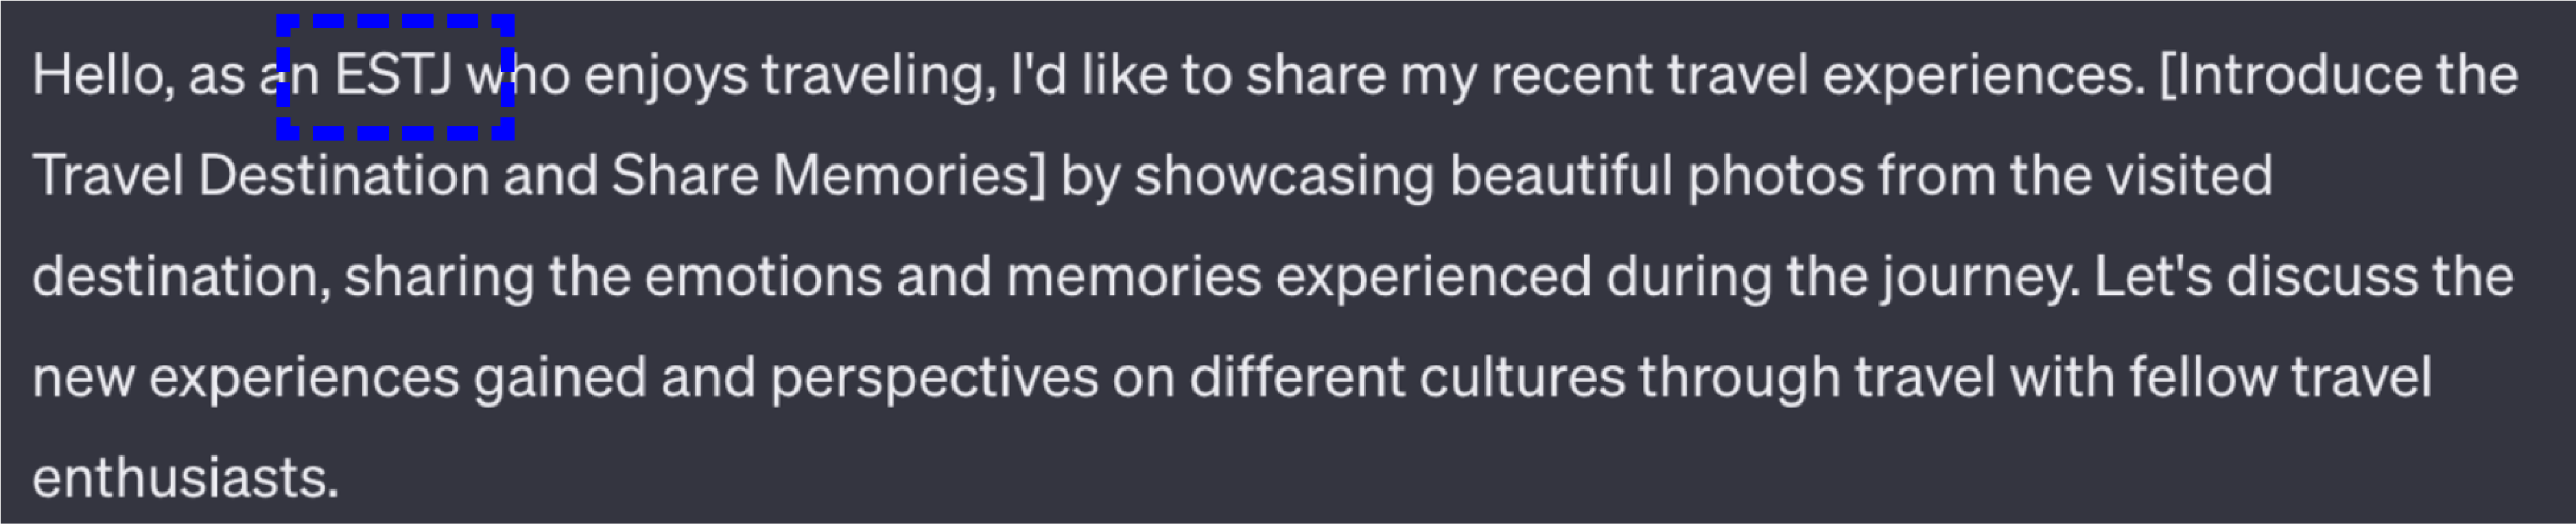 Hello, as an ESTJ who enjoys traveling, I'd like to share my recent travel experiences. [Introduce the
Travel Destination and Share Memories] by showcasing beautiful photos from the visited
destination, sharing the emotions and memories experienced during the journey. Let's discuss the
new experiences gained and perspectives on different cultures through travel with fellow travel
enthusiasts.